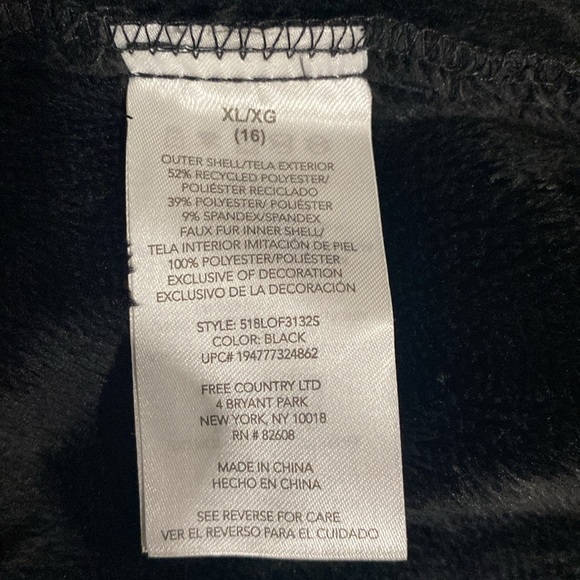 XL/XG
(16)
OUTER SHELL/TELA EXTERIOR
52% RECYCLED POLYESTER/
POLIÉSTER RECICLADO
39% POLYESTER/ POLIÉSTER
9% SPANDEX/SPANDEX
FAUX FUR INNER SHELL/
TELA INTERIOR IMITACIÓN DE PIEL
100% POLYESTER/POLIÉSTER
EXCLUSIVE OF DECORATION
EXCLUSIVO DE LA DECORACIÓN
STYLE: 518LOF3132S
COLOR: BLACK
UPC# 194777324862
FREE COUNTRY LTD
4 BRYANT PARK
NEW YORK, NY 10018
RN # 82608
MADE IN CHINA
HECHO EN CHINA
SEE REVERSE FOR CARE
VER EL REVERSO PARA EL CUIDADO